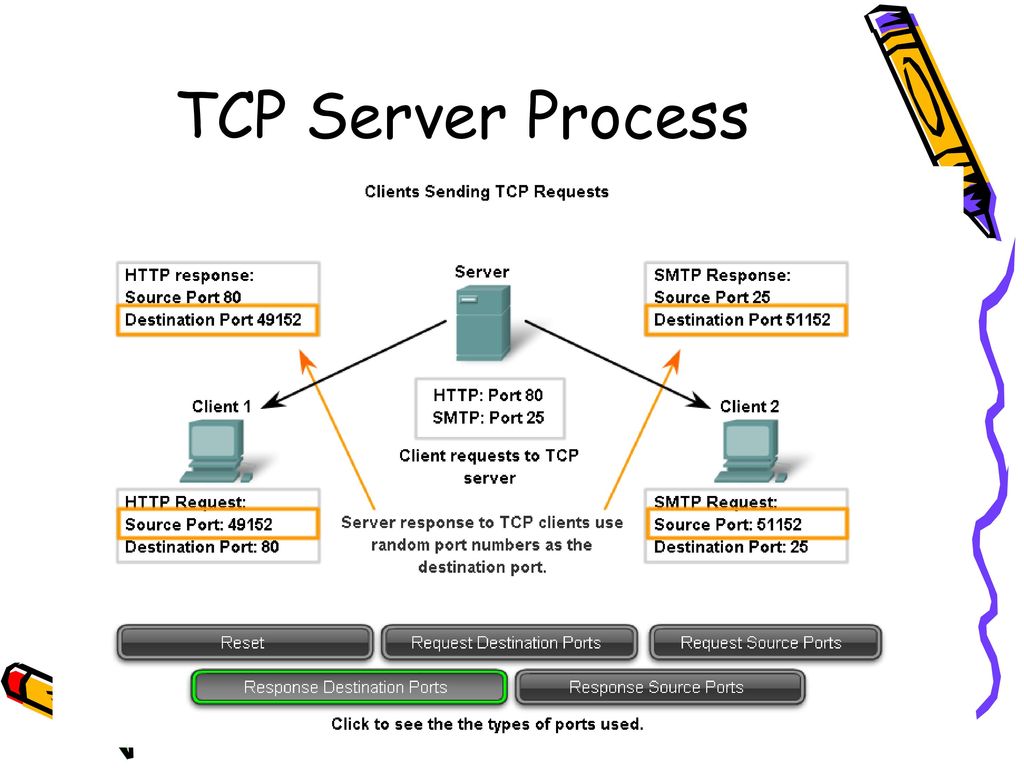 TCP Server Process
Clients Sending TCP Requests
HTTP response:
Source Port 80
Destination Port 49152
Server
SMTP Response:
Source Port 25
Destination Port 51152
HTTP: Port 80
SMTP: Port 25
Client 1
Client 2
Client requests to TCP
server
HTTP Request:
Source Port: 49152
Destination Port: 80
Server response to TCP clients use
random port numbers as the
destination port.
SMTP Request:
Source Port: 51152
Destination Port: 25
Reset
Request Destination Ports
Request Source Ports
Response Destination Ports
Response Source Ports
Click to see the the types of ports used.